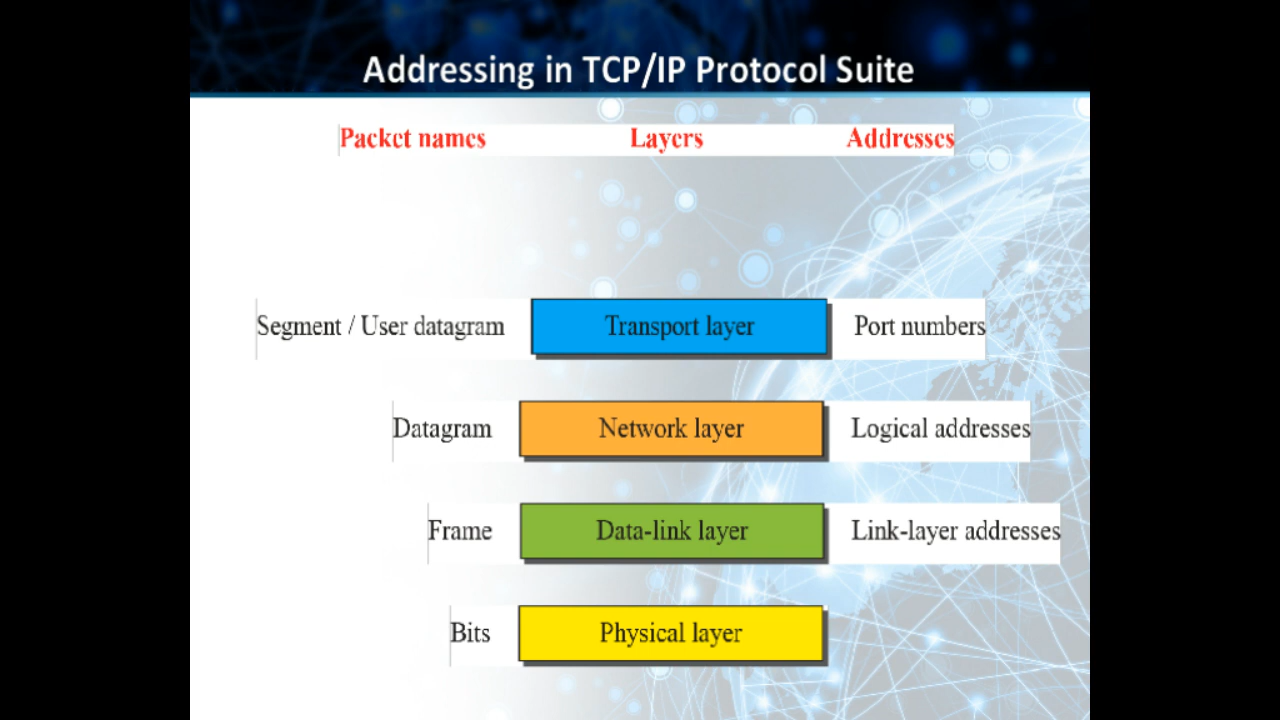 Addressing in TCP/IP Protocol Suite
Packet names Layers Addresses
Segment / User datagram Transport layer Port numbers
Datagram Network layer Logical addresses
Frame Data-link layer Link-layer addresses
Bits Physical layer